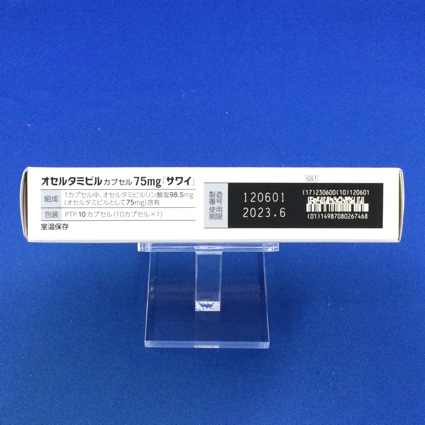 オセルタミビルカプセル75mg「サワイ」
組成 1カプセル中、オセルタミビルリン酸塩98.5mg
(オセルタミビルとして75mg)含有
包装 PTP 10カプセル(10カプセル×1)
室温保存
製造番号 120601
使用期限 2023.6
GS1
(17)230600(10)120601
(01)14987080267468